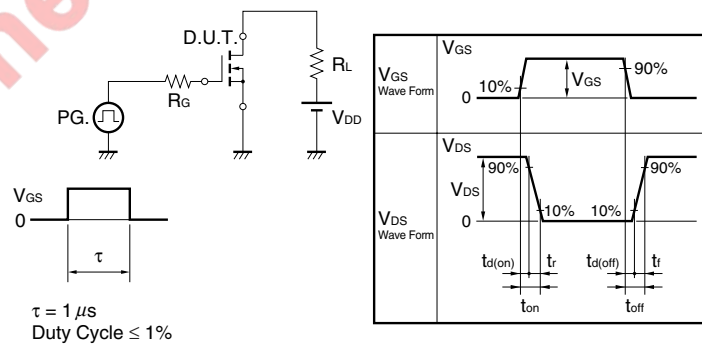 D.U.T.
RL
RG
PG.
VDD
VGS
0
τ
τ = 1 μs
Duty Cycle ≤ 1%
VGS
VGS
Wave Form
10%
VGS
90%
0
VDS
90%
90%
VDS
VDS
Wave Form
10%
10%
0
td(on)
tr
td(off)
tf
ton
toff